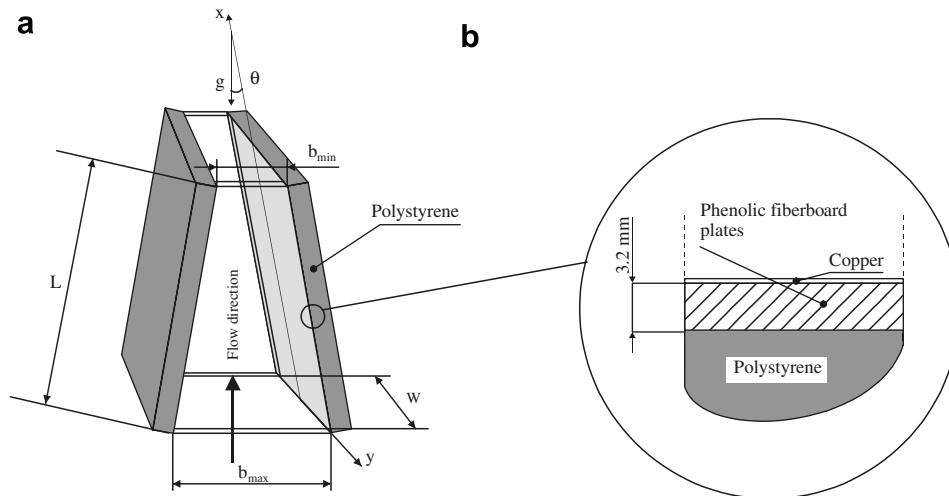 a
x
g
θ
b_min
Polystyrene
L
Flow direction
W
y
b_max
b
Phenolic fiberboard
plates
3.2 mm
Copper
Polystyrene